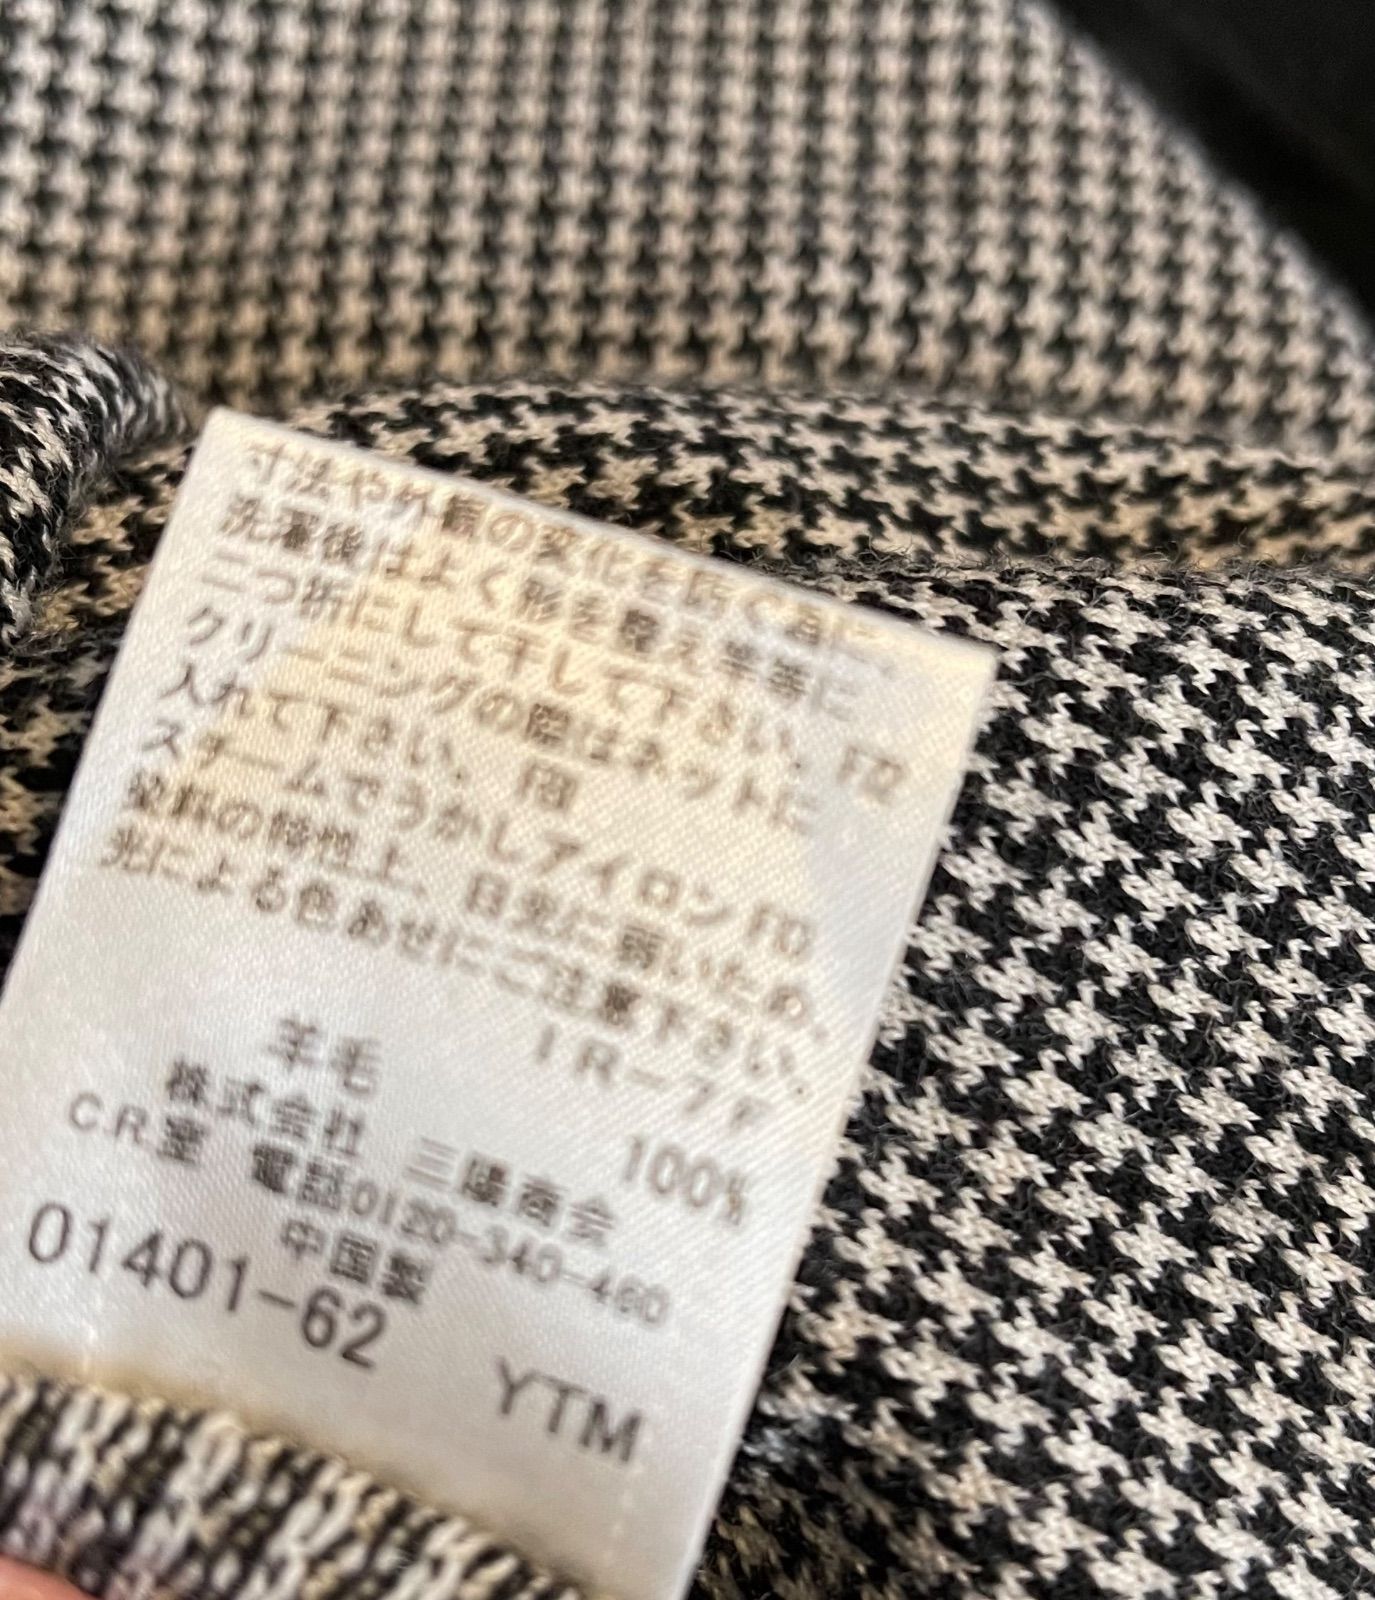 寸法や外観の変化を防ぐ為に
洗濯後はよく形を整え竿等に
二つ折にして干して下さい。FD
クリーニングの際はネットに
入れて下さい。
スチームでうかしアイロン FD
染料の特性上、日光に弱いため、
光による色あせにご注意下さい。
IR-7F
羊毛 100%
株式会社 三陽商会
C.R.室 電話0120-340-460
中国製
01401-62 YTM